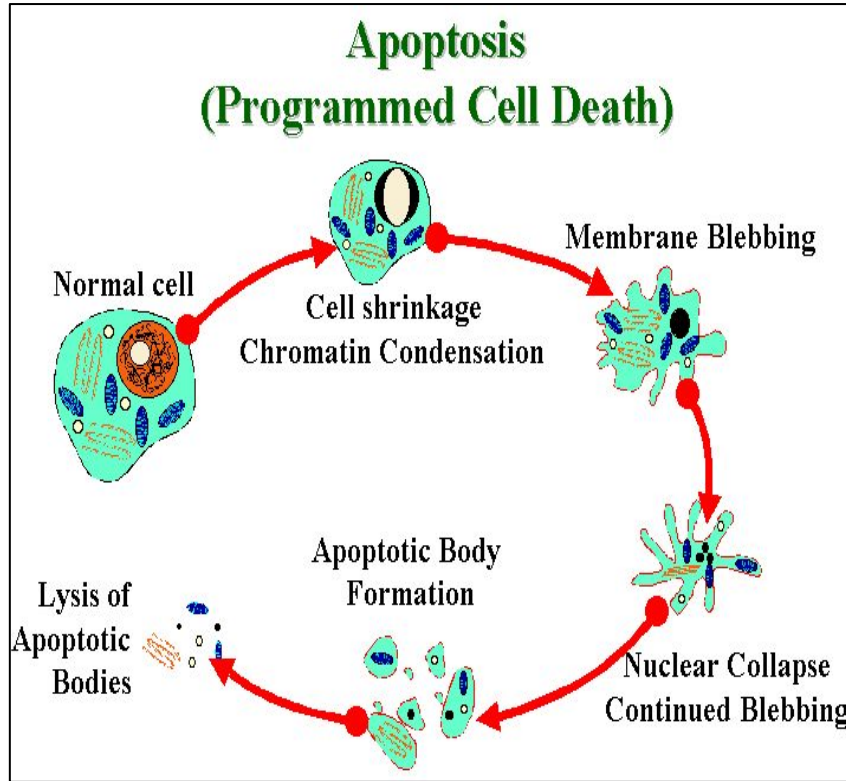 Apoptosis
(Programmed Cell Death)
Normal cell
Cell shrinkage
Chromatin Condensation
Membrane Blebbing
Nuclear Collapse
Continued Blebbing
Apoptotic Body
Formation
Lysis of
Apoptotic
Bodies